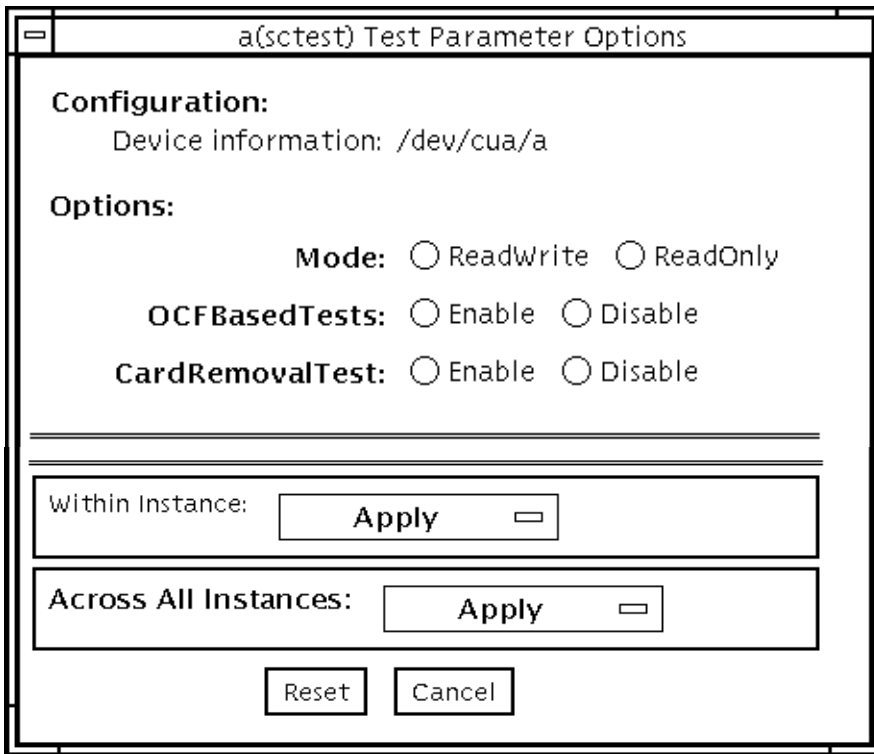 a(sctest) Test Parameter Options
Configuration:
Device information: /dev/cua/a
Options:
Mode: ReadWrite ReadOnly
OCFBasedTests: Enable Disable
CardRemovalTest: Enable Disable
Within Instance: Apply
Across All Instances: Apply
Reset Cancel